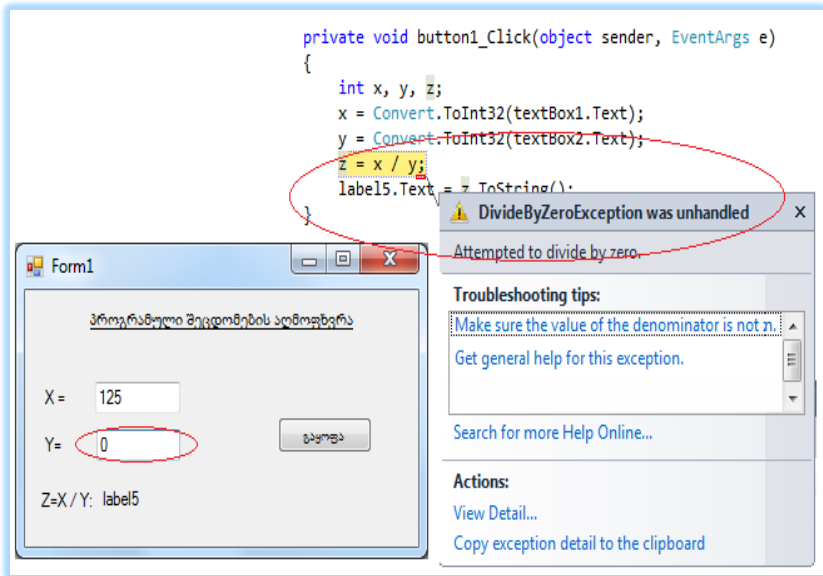 private void button1_Click(object sender, EventArgs e)
{
int x, y, z;
x = Convert.ToInt32(textBox1.Text);
y = Convert.ToInt32(textBox2.Text);
z = x / y;
label5.Text = z.ToString();
}
DivideByZeroException was unhandled
Attempted to divide by zero.
Troubleshooting tips:
Make sure the value of the denominator is not ი.
Get general help for this exception.
Search for more Help Online...
Actions:
View Detail...
Copy exception detail to the clipboard
Form1
პროგრამული შეცდომების აღმოფხვრა
X = 125
Y= 0
გაყოფა
Z=X / Y: label5